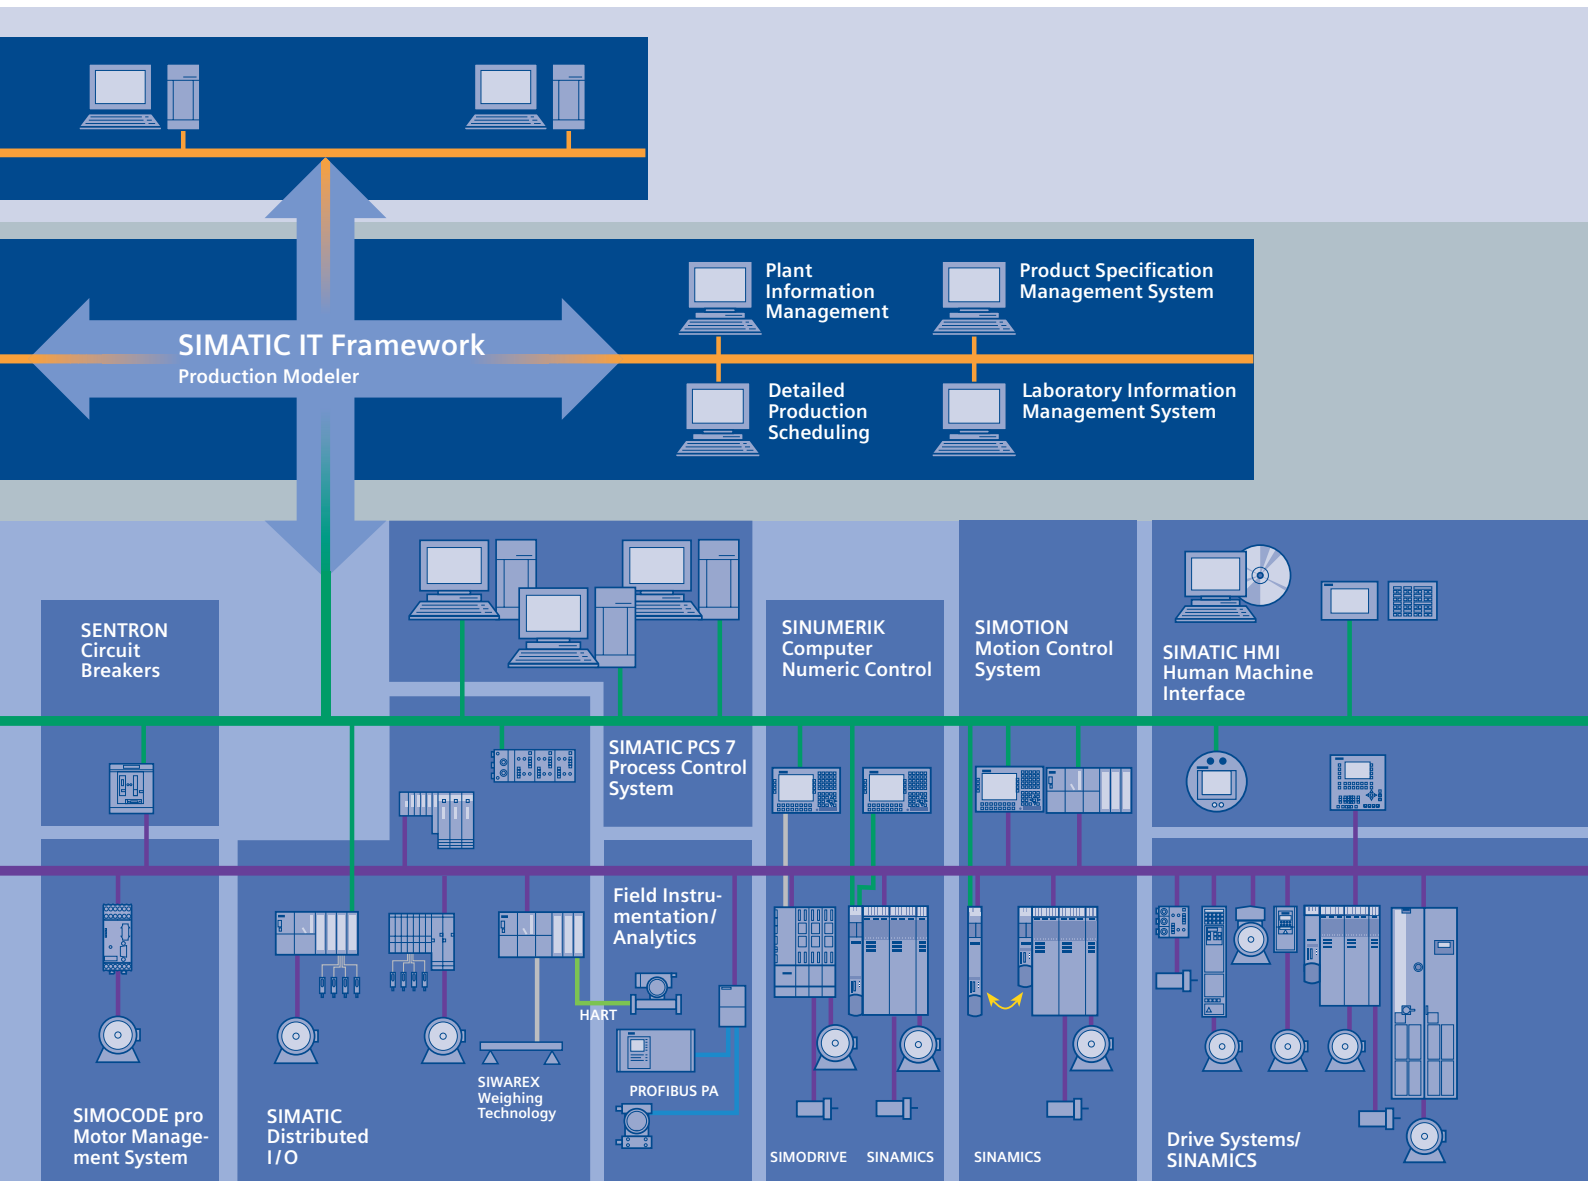 Plant
Information
Management
Product Specification
Management System
SIMATIC IT Framework
Production Modeler
Detailed
Production
Scheduling
Laboratory Information
Management System
SENTRON
Circuit
Breakers
SINUMERIK
Computer
Numeric Control
SIMOTION
Motion Control
System
SIMATIC HMI
Human Machine
Interface
SIMATIC PCS 7
Process Control
System
Field Instru-
mentation/
Analytics
HART
PROFIBUS PA
SIWAREX
Weighing
Technology
SIMOCODE pro
Motor Manage-
ment System
SIMATIC
Distributed
I/O
SIMODRIVE
SINAMICS
SINAMICS
Drive Systems/
SINAMICS